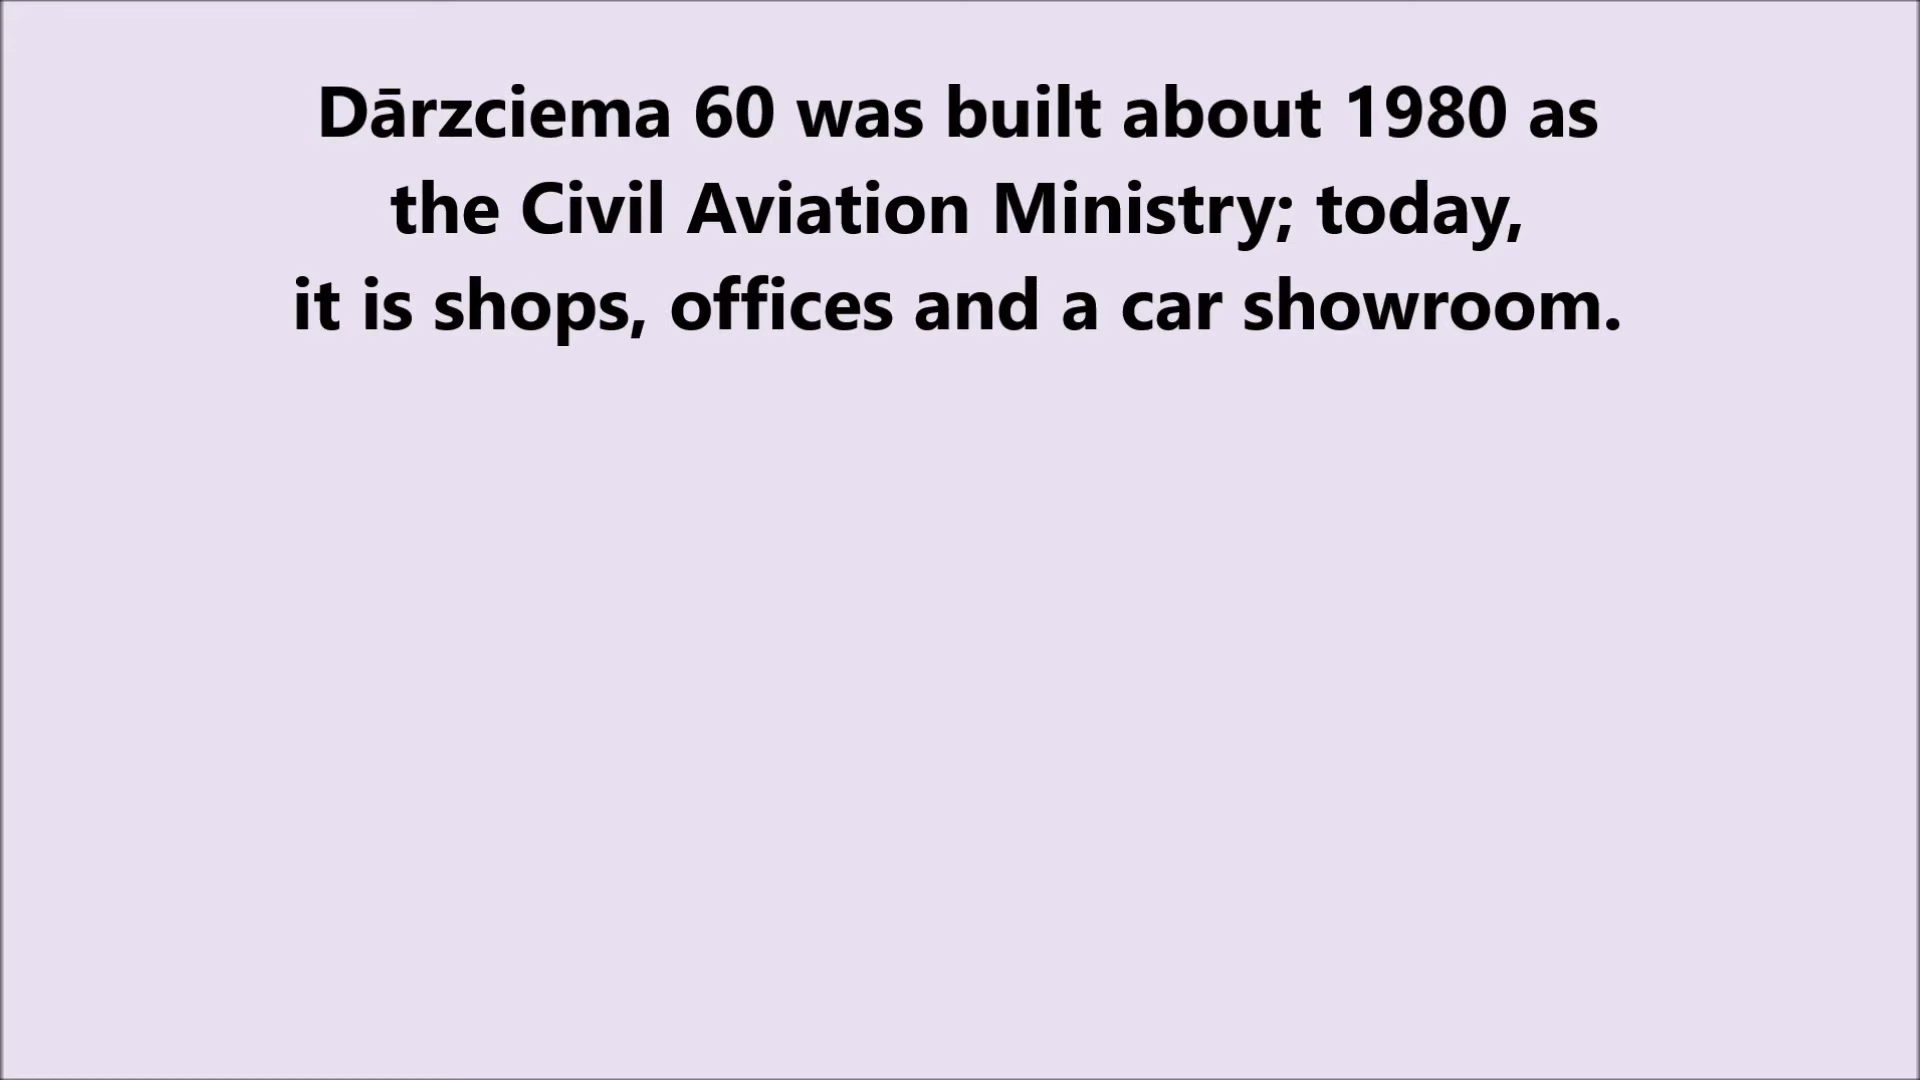 Dārzciema 60 was built about 1980 as
the Civil Aviation Ministry; today,
it is shops, offices and a car showroom.